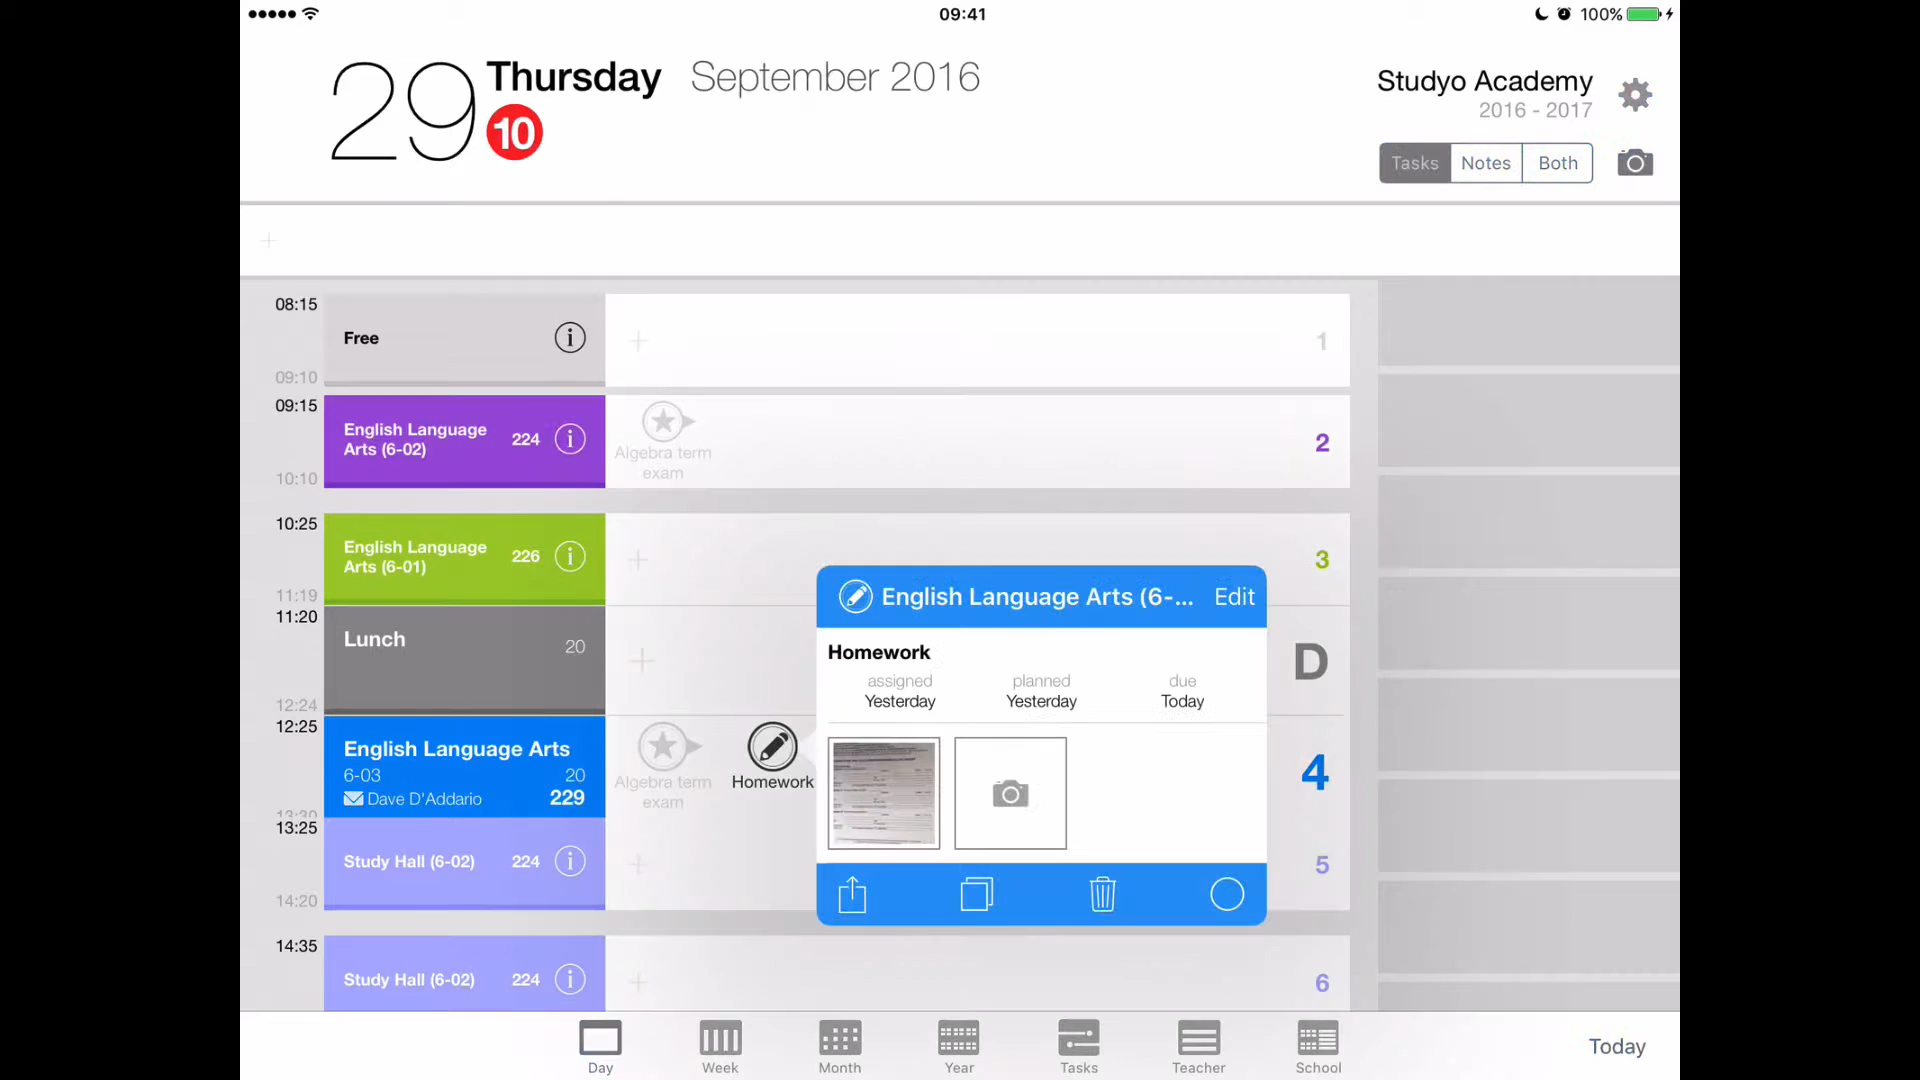 09:41
100%
29
Thursday September 2016
10
Studyo Academy
2016 - 2017
Tasks Notes Both
08:15
Free
i
1
09:10
09:15
English Language
Arts (6-02)
224
i
Algebra term
exam
2
10:10
10:25
English Language
Arts (6-01)
226
i
3
11:19
11:20
Lunch
20
D
12:24
12:25
English Language Arts
6-03 20
Dave D'Addario 229
Algebra term
exam
Homework
4
English Language Arts (6-... Edit
Homework
assigned planned due
Yesterday Yesterday Today
13:25
Study Hall (6-02) 224 i
5
14:20
14:35
Study Hall (6-02) 224 i
6
Day Week Month Year Tasks Teacher School
Today